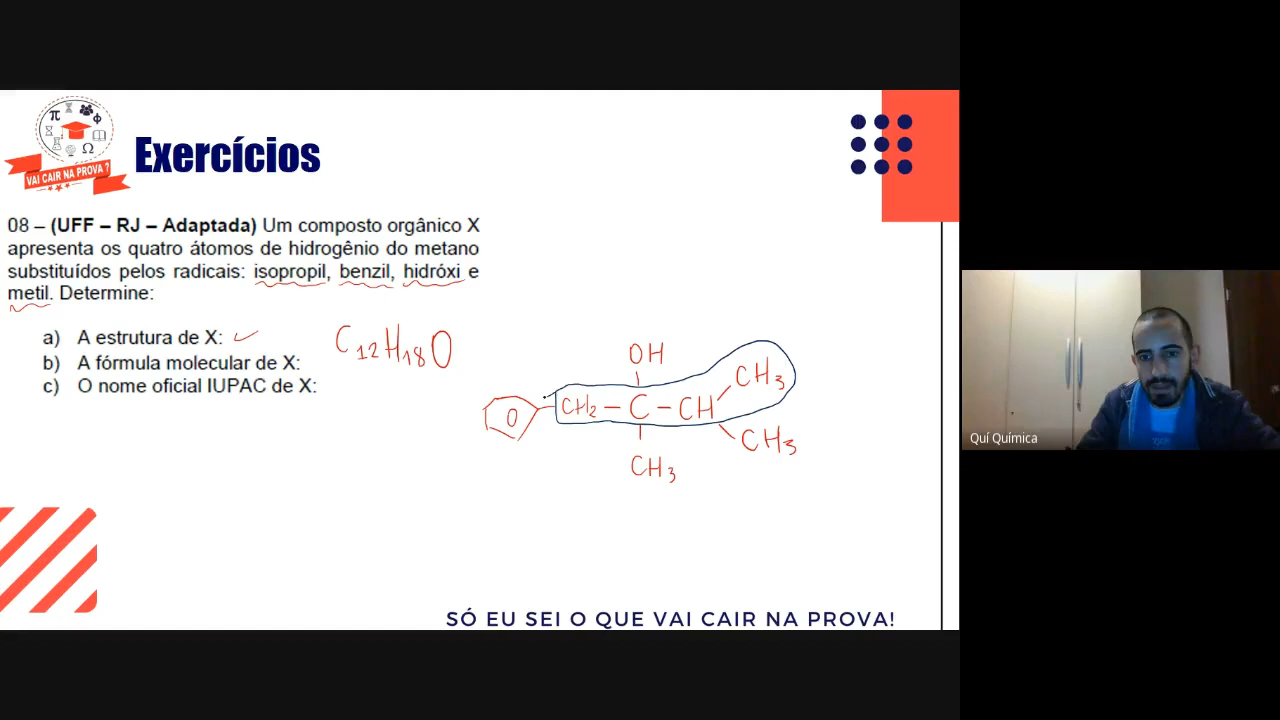 π
Φ
Ω
VAI CAIR NA PROVA ?
Exercícios
08 – (UFF – RJ – Adaptada) Um composto orgânico X
apresenta os quatro átomos de hidrogênio do metano
substituídos pelos radicais: isopropil, benzil, hidróxi e
metil. Determine:
a) A estrutura de X:
b) A fórmula molecular de X:
c) O nome oficial IUPAC de X:
C12H18O
OH
CH3
CH2 – C – CH
CH3
CH3
SÓ EU SEI O QUE VAI CAIR NA PROVA!
Quí Química